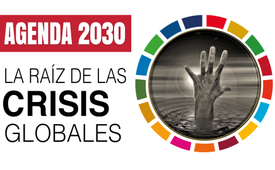 AGENDA 2030
LA RAÍZ DE LAS
CRISIS
GLOBALES